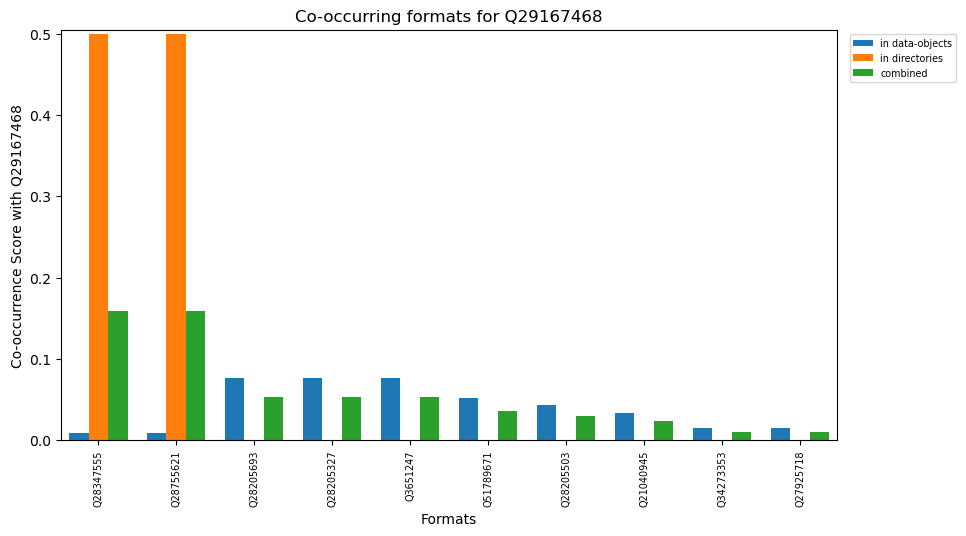 Co-occurring formats for Q29167468
in data-objects
in directories
combined
Co-occurrence Score with Q29167468
0.5
0.4
0.3
0.2
0.1
0.0
Q28347555
Q28755621
Q28205693
Q28205327
Q3651247
Q51789671
Q28205503
Q21040945
Q34273353
Q27925718
Formats